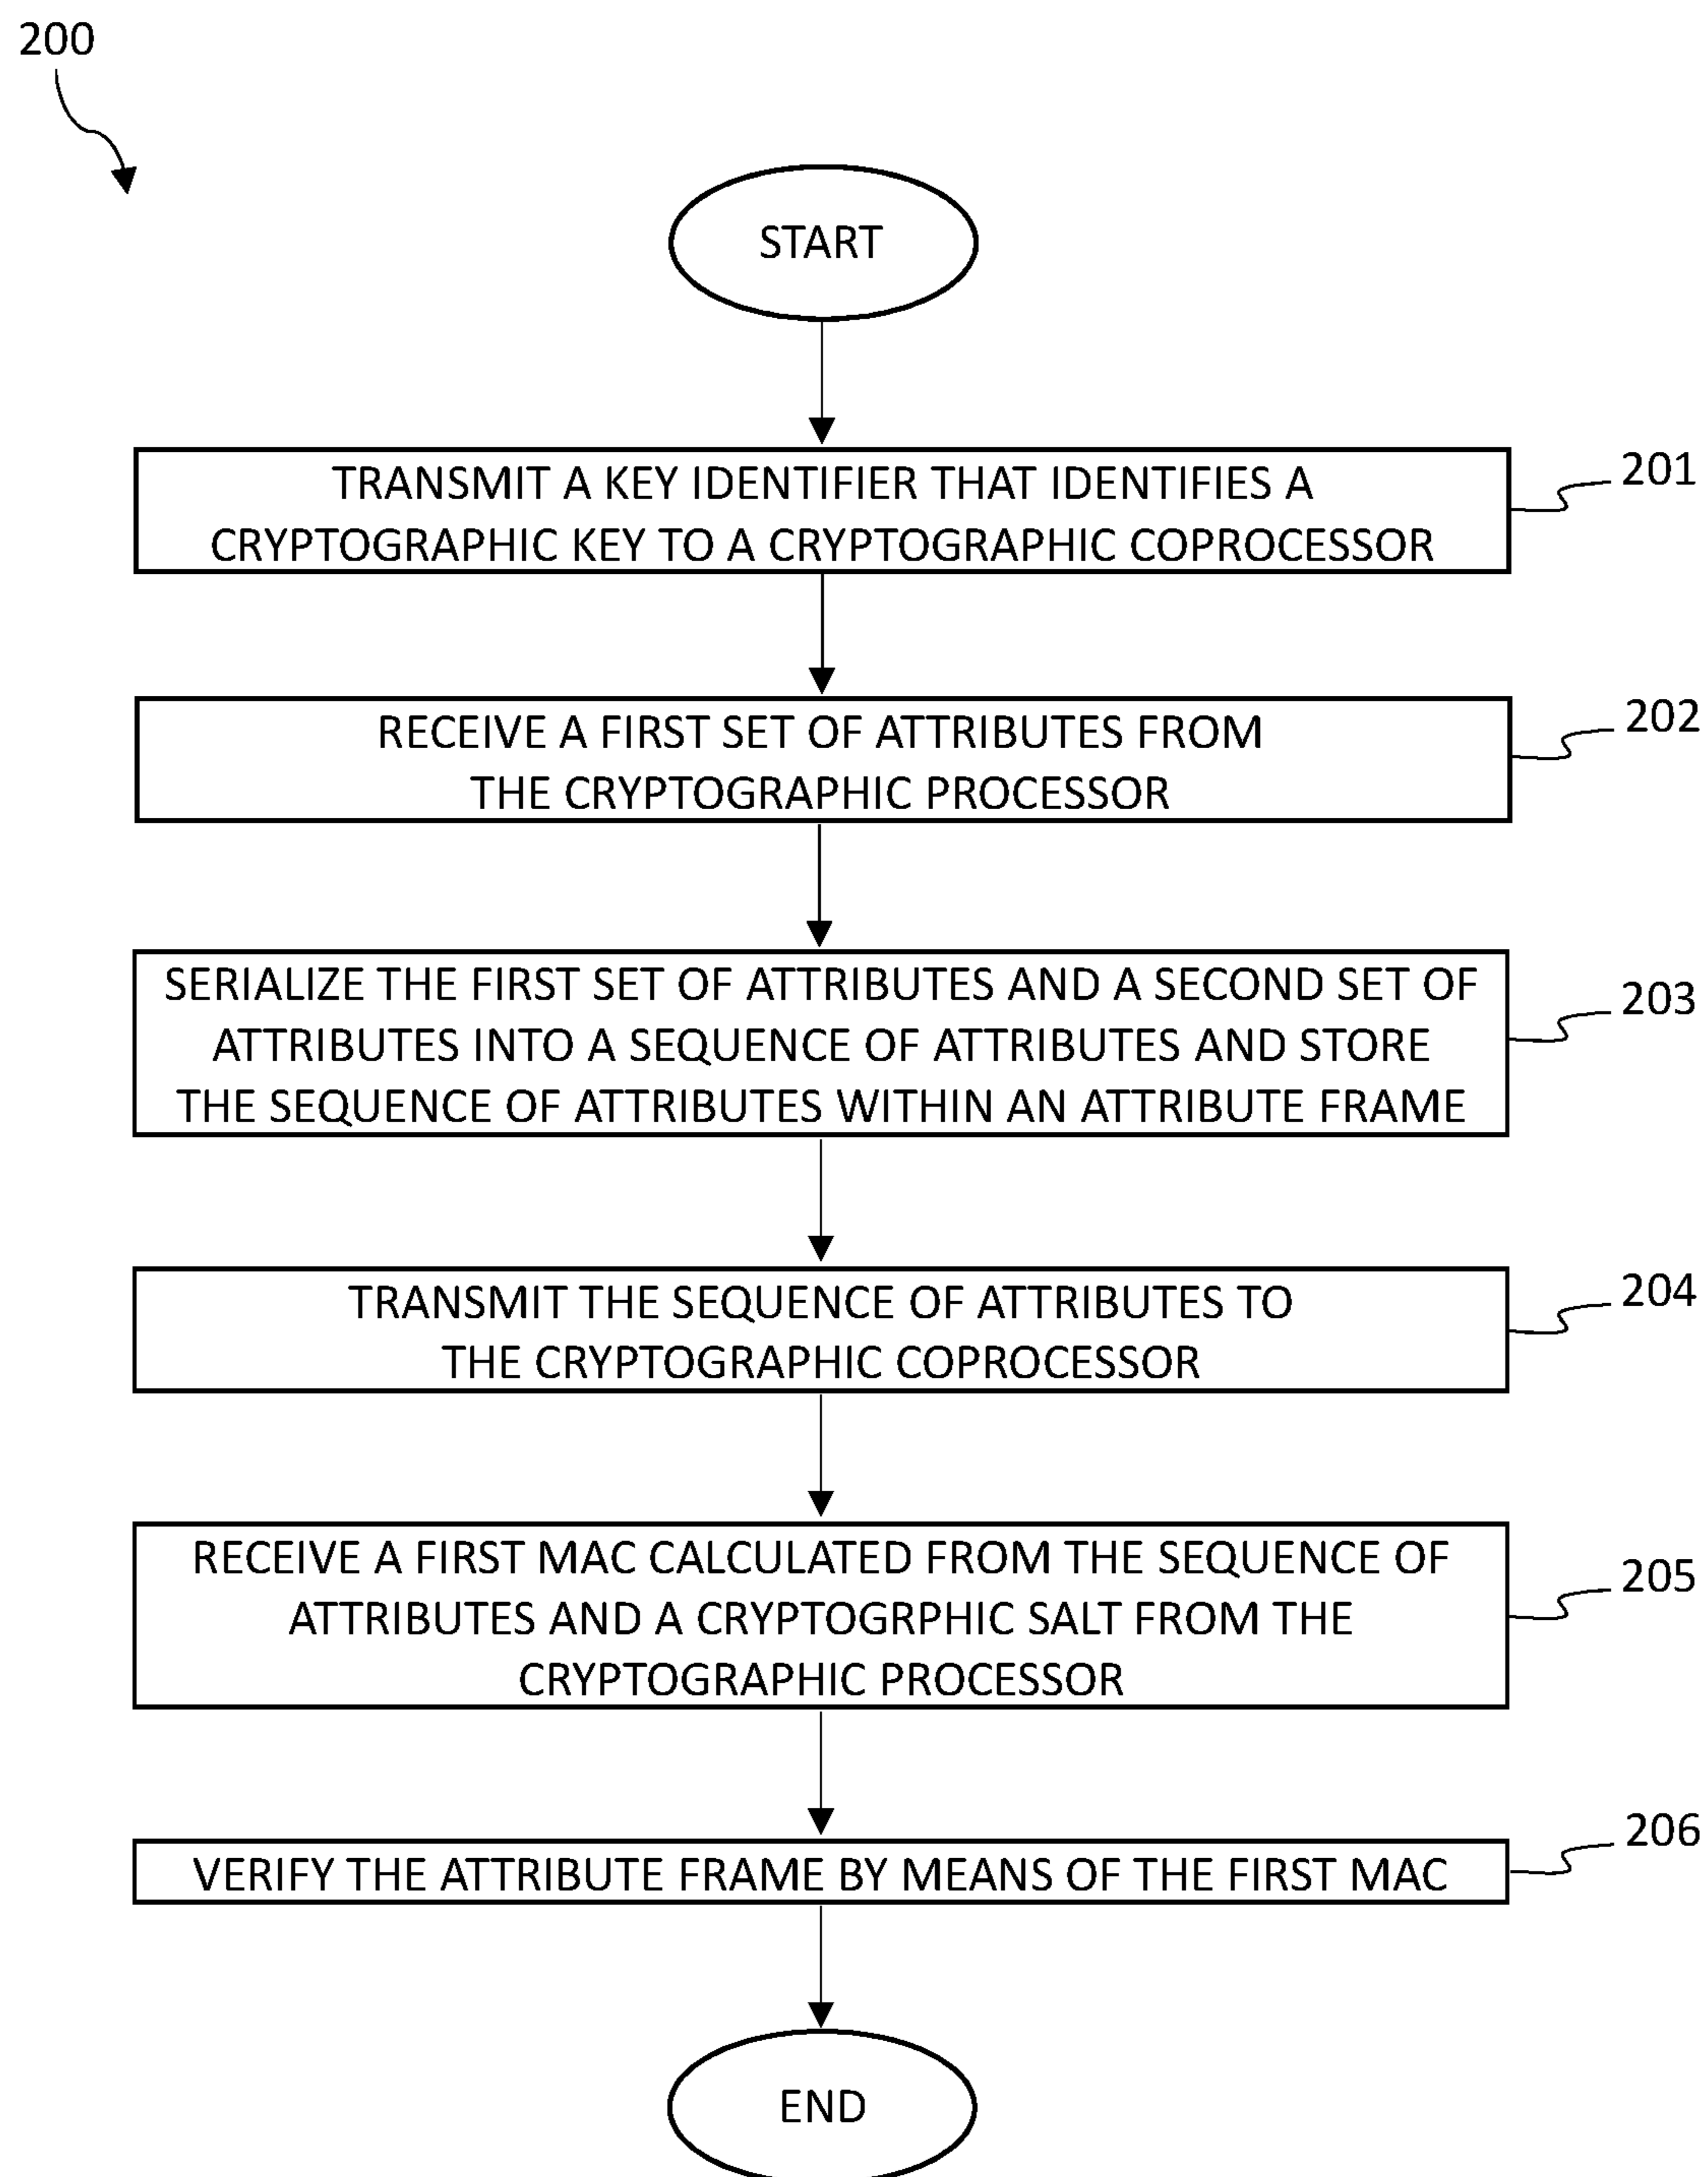 200
START
TRANSMIT A KEY IDENTIFIER THAT IDENTIFIES A
CRYPTOGRAPHIC KEY TO A CRYPTOGRAPHIC COPROCESSOR
201
RECEIVE A FIRST SET OF ATTRIBUTES FROM
THE CRYPTOGRAPHIC PROCESSOR
202
SERIALIZE THE FIRST SET OF ATTRIBUTES AND A SECOND SET OF
ATTRIBUTES INTO A SEQUENCE OF ATTRIBUTES AND STORE
THE SEQUENCE OF ATTRIBUTES WITHIN AN ATTRIBUTE FRAME
203
TRANSMIT THE SEQUENCE OF ATTRIBUTES TO
THE CRYPTOGRAPHIC COPROCESSOR
204
RECEIVE A FIRST MAC CALCULATED FROM THE SEQUENCE OF
ATTRIBUTES AND A CRYPTOGRPHIC SALT FROM THE
CRYPTOGRAPHIC PROCESSOR
205
VERIFY THE ATTRIBUTE FRAME BY MEANS OF THE FIRST MAC
206
END